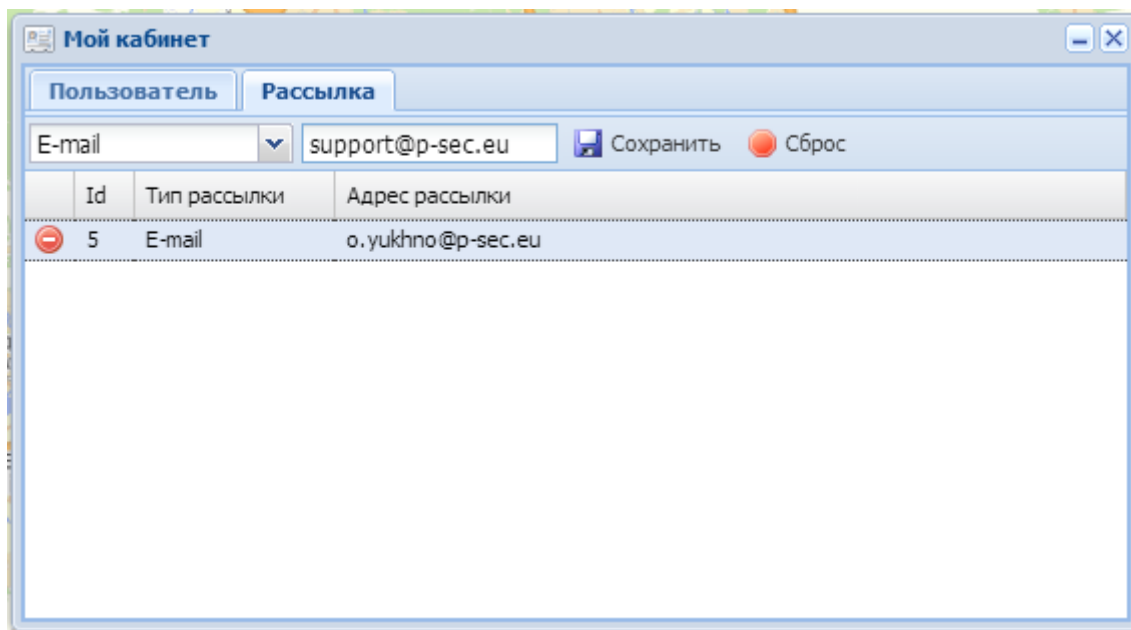 Мой кабинет
Пользователь Рассылка
E-mail support@p-sec.eu Сохранить Сброс
Id Тип рассылки Адрес рассылки
5 E-mail o.yukhno@p-sec.eu